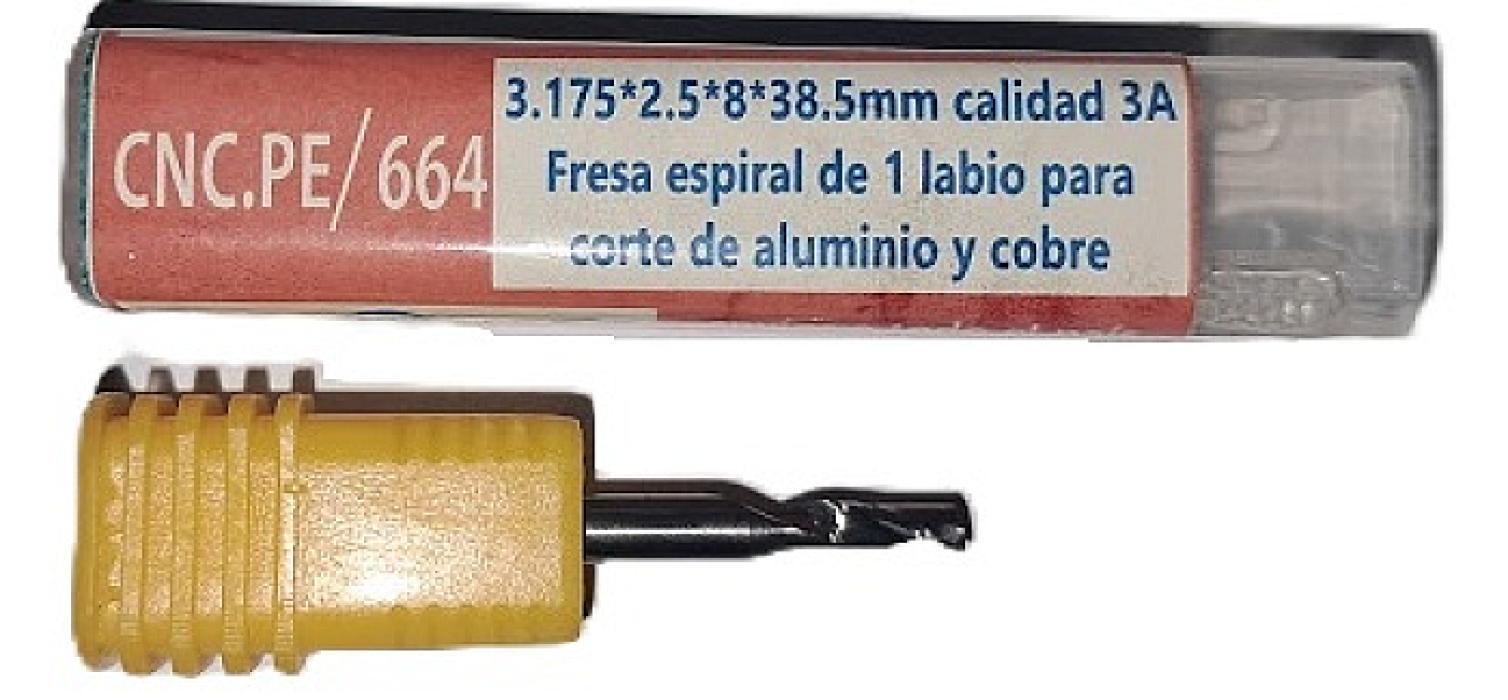 CNC.PE/664
3.175*2.5*8*38.5mm calidad 3A
Fresa espiral de 1 labio para
corte de aluminio y cobre